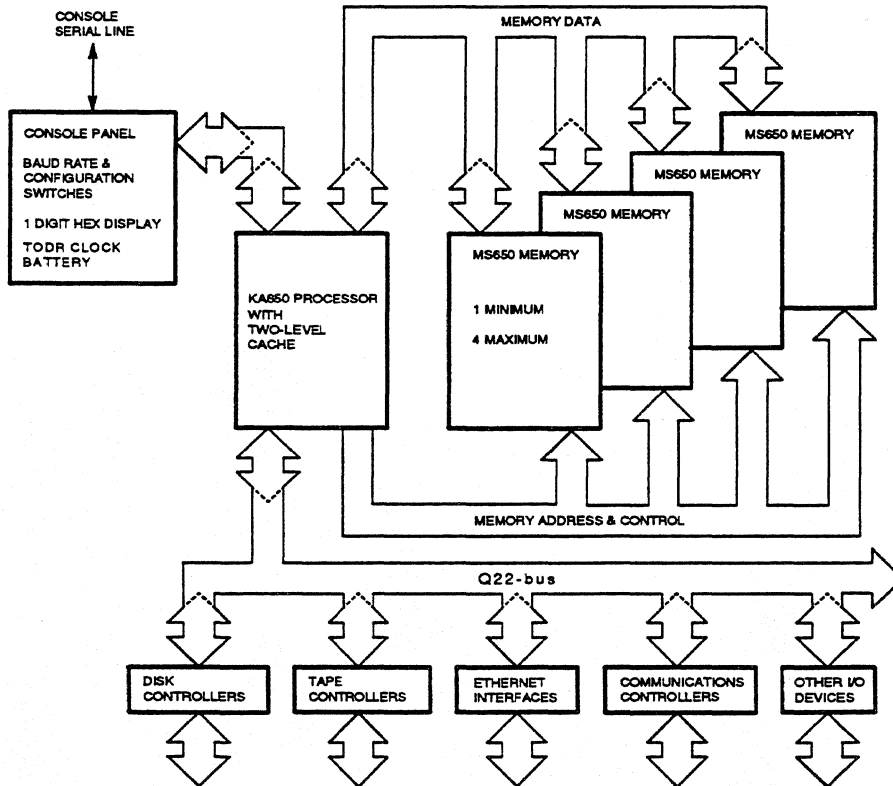 CONSOLE
SERIAL LINE
MEMORY DATA
CONSOLE PANEL
BAUD RATE &
CONFIGURATION
SWITCHES
1 DIGIT HEX DISPLAY
TODR CLOCK
BATTERY
MS650 MEMORY
MS650 MEMORY
MS650 MEMORY
MS650 MEMORY
1 MINIMUM
4 MAXIMUM
KA650 PROCESSOR
WITH
TWO-LEVEL
CACHE
MEMORY ADDRESS & CONTROL
Q22-bus
DISK
CONTROLLERS
TAPE
CONTROLLERS
ETHERNET
INTERFACES
COMMUNICATIONS
CONTROLLERS
OTHER I/O
DEVICES